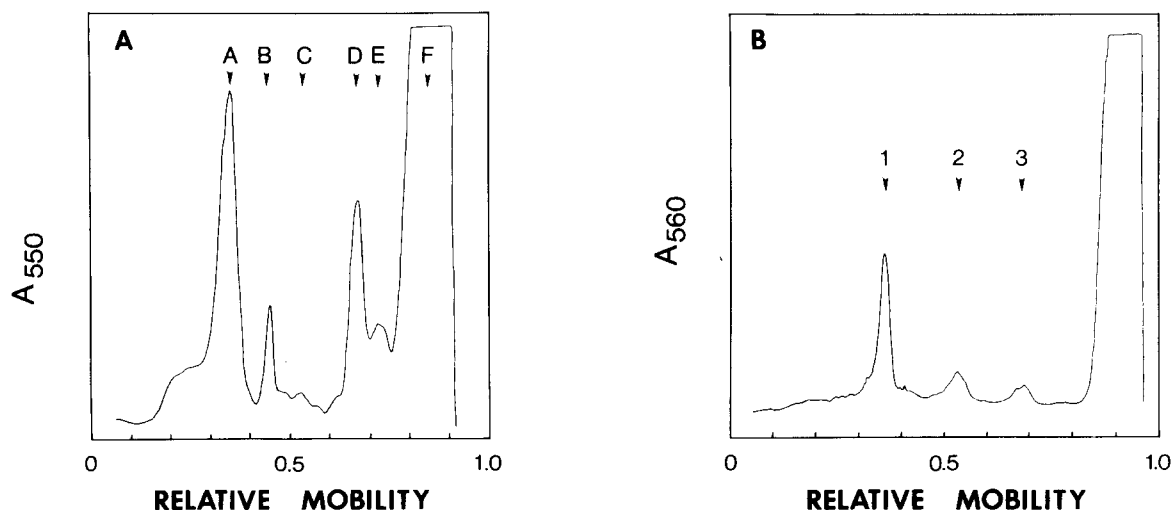 A
A B C D E F
A550
0 0.5 1.0
RELATIVE MOBILITY
B
1 2 3
A560
0 0.5 1.0
RELATIVE MOBILITY